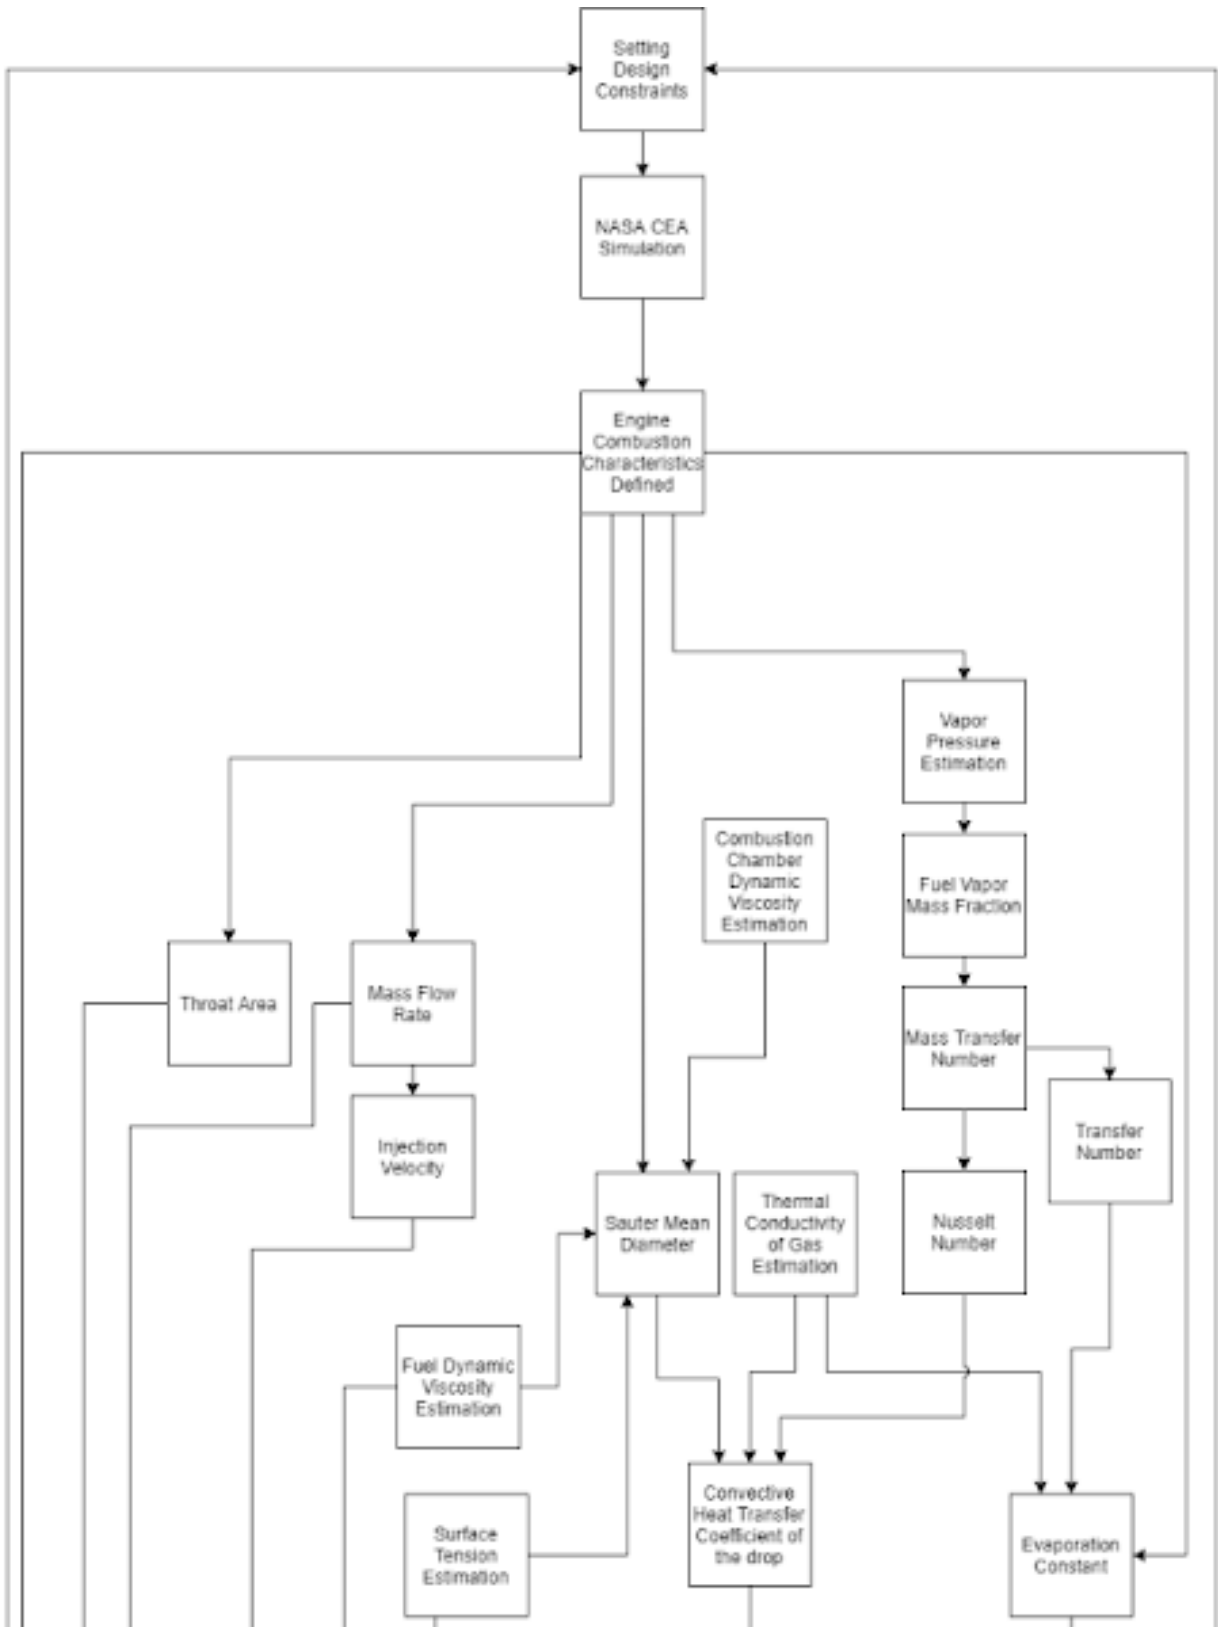 Setting
Design
Constraints
NASA CEA
Simulation
Engine
Combustion
Characteristics
Defined
Vapor
Pressure
Estimation
Combustion
Chamber
Dynamic
Viscosity
Estimation
Fuel Vapor
Mass Fraction
Throat Area
Mass Flow
Rate
Mass Transfer
Number
Transfer
Number
Injection
Velocity
Sauter Mean
Diameter
Thermal
Conductivity
of Gas
Estimation
Nusselt
Number
Fuel Dynamic
Viscosity
Estimation
Surface
Tension
Estimation
Convective
Heat Transfer
Coefficient of
the drop
Evaporation
Constant